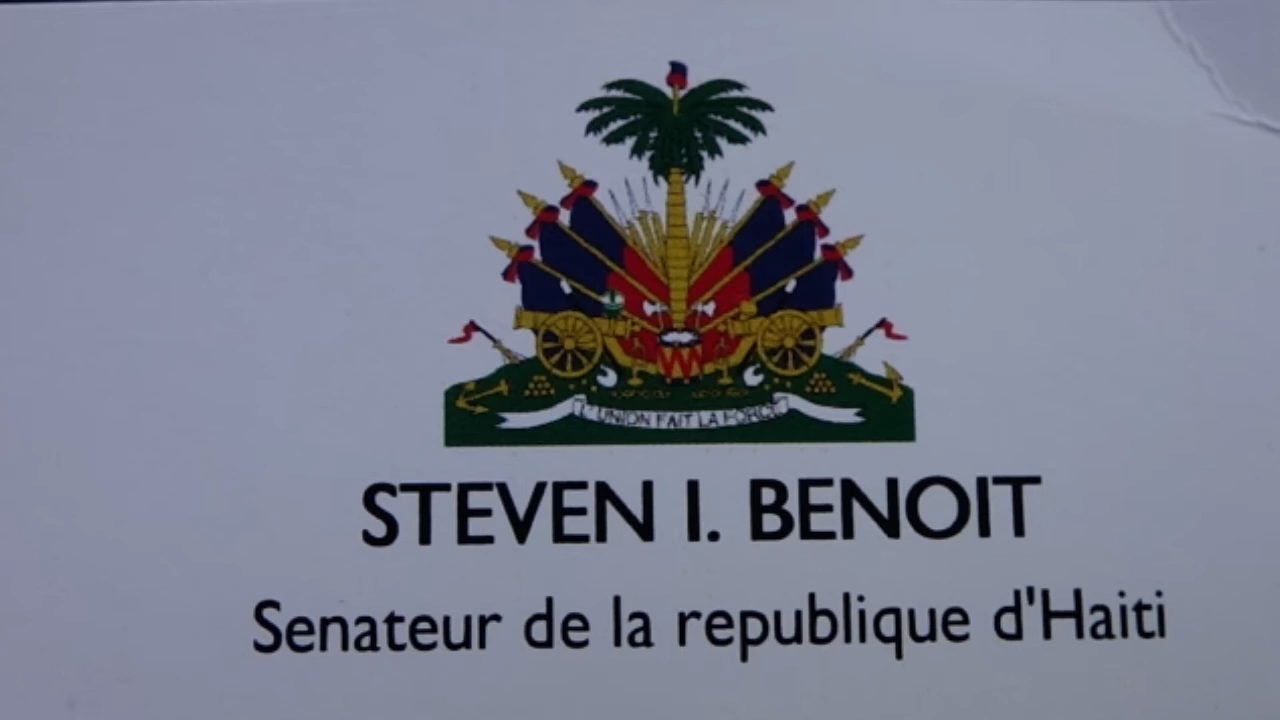 L'UNION FAIT LA FORCE
STEVEN I. BENOIT
Senateur de la republique d'Haiti